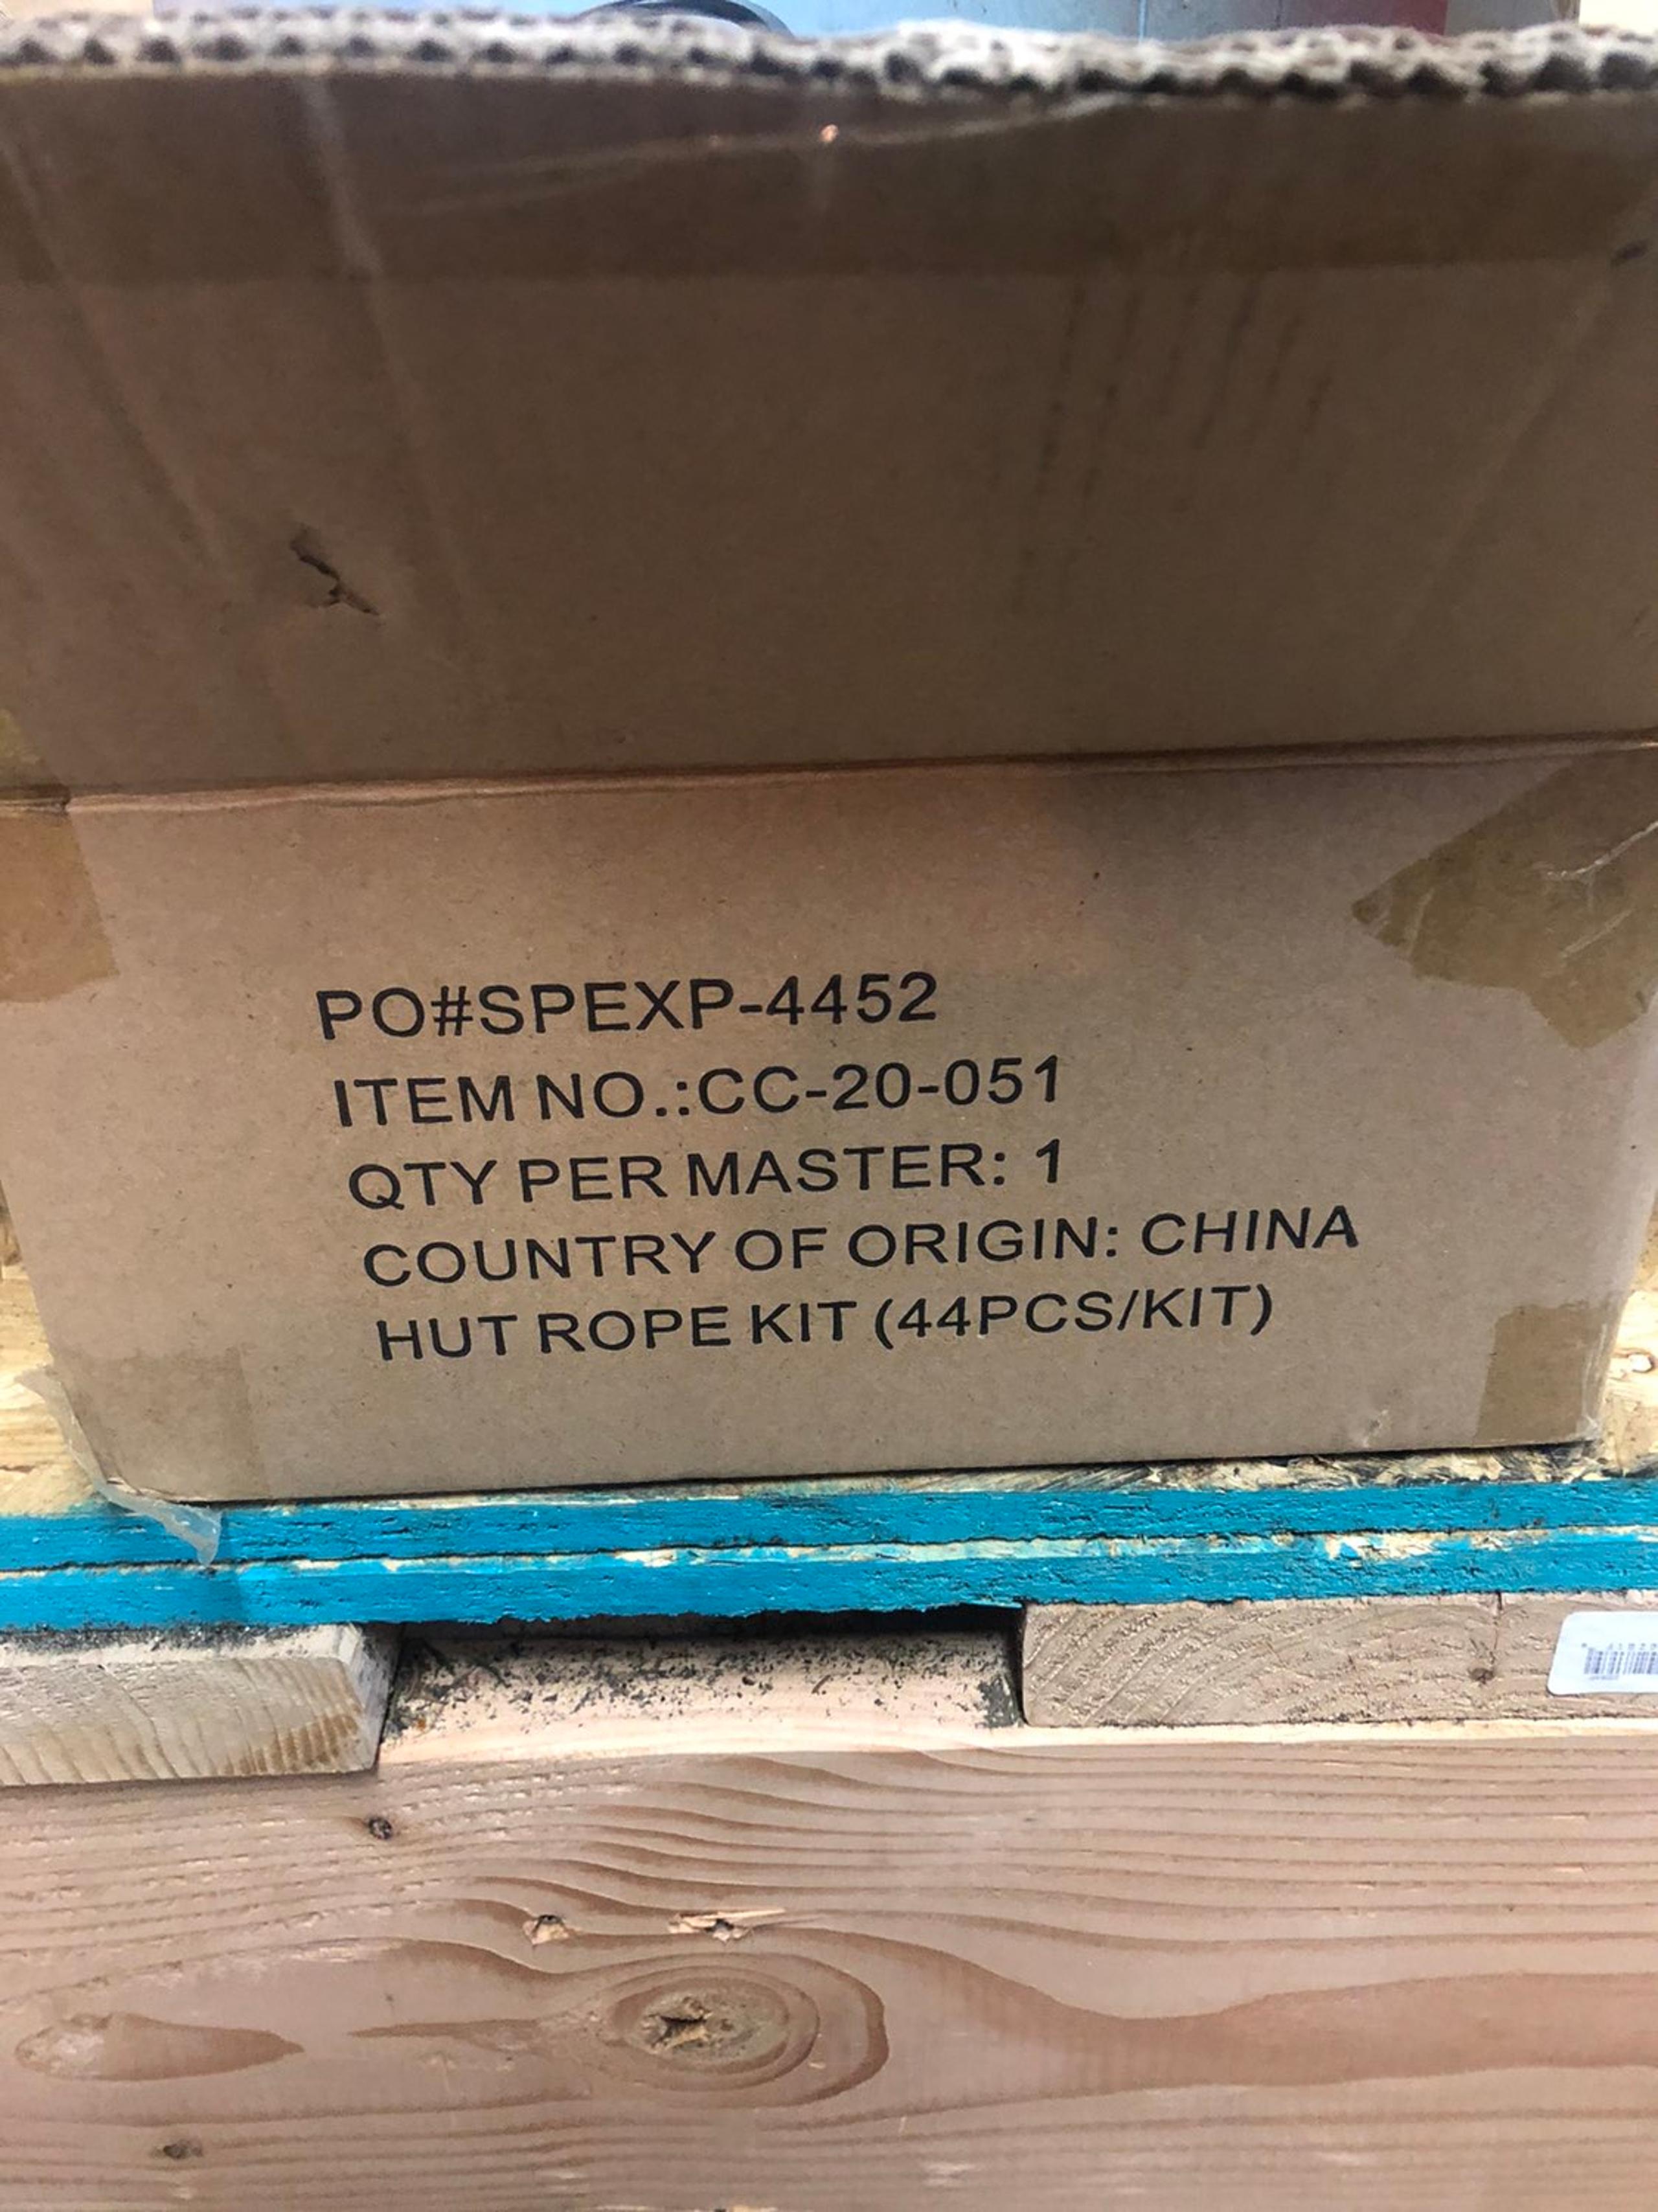 PO#SPEXP-4452
ITEM NO.:CC-20-051
QTY PER MASTER: 1
COUNTRY OF ORIGIN: CHINA
HUT ROPE KIT (44PCS/KIT)